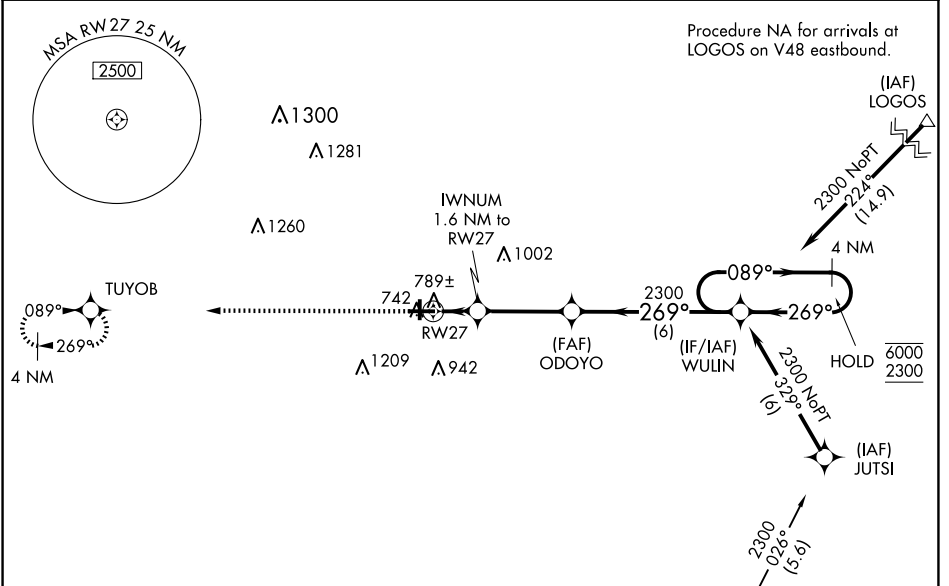 MSA RW27 25 NM
2500
Procedure NA for arrivals at
LOGOS on V48 eastbound.
(IAF)
LOGOS
1300
1281
2300 NoPT
224°
(14.9)
IWNUM
1.6 NM to
RW27
1260
1002
4 NM
089°
TUYOB
089°
269°
4 NM
789±
742
RW27
2300
269°
(6)
269°
(FAF)
ODOYO
(IF/IAF)
WULIN
HOLD
6000
2300
1209
942
2300 NoPT
329°
(6)
(IAF)
JUTSI
2300
026°
(5.6)